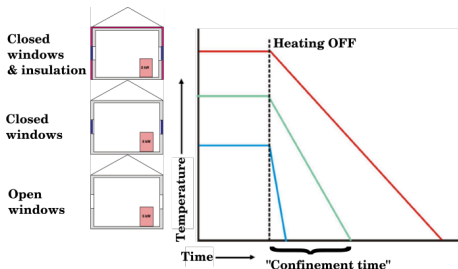 Closed
windows
& insulation
Closed
windows
Open
windows
Heating OFF
Temperature
Time
"Confinement time"